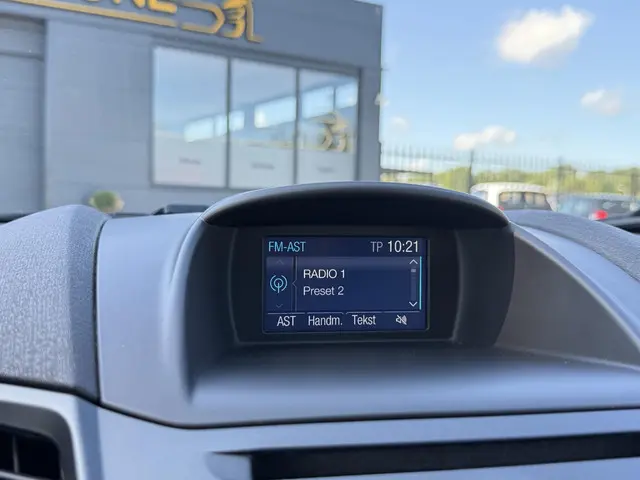 FM-AST TP 10:21
RADIO 1
Preset 2
AST Handm. Tekst